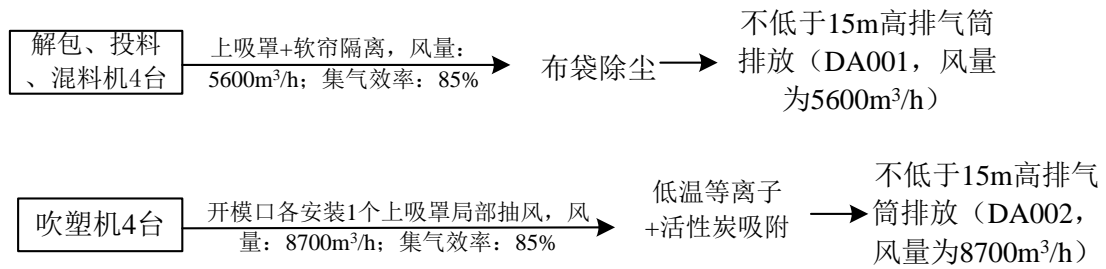 解包、投料
、混料机4台
上吸罩+软帘隔离，风量：
5600m³/h；集气效率：85%
布袋除尘
不低于15m高排气筒
排放（DA001，风量
为5600m³/h）
吹塑机4台
开模口各安装1个上吸罩局部抽风，风
量：8700m³/h；集气效率：85%
低温等离子
+活性炭吸附
不低于15m高排气
筒排放（DA002，
风量为8700m³/h）